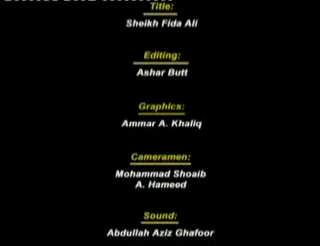 Title:
Sheikh Fida Ali
Editing:
Ashar Butt
Graphics:
Ammar A. Khaliq
Cameramen:
Mohammad Shoaib
A. Hameed
Sound:
Abdullah Aziz Ghafoor